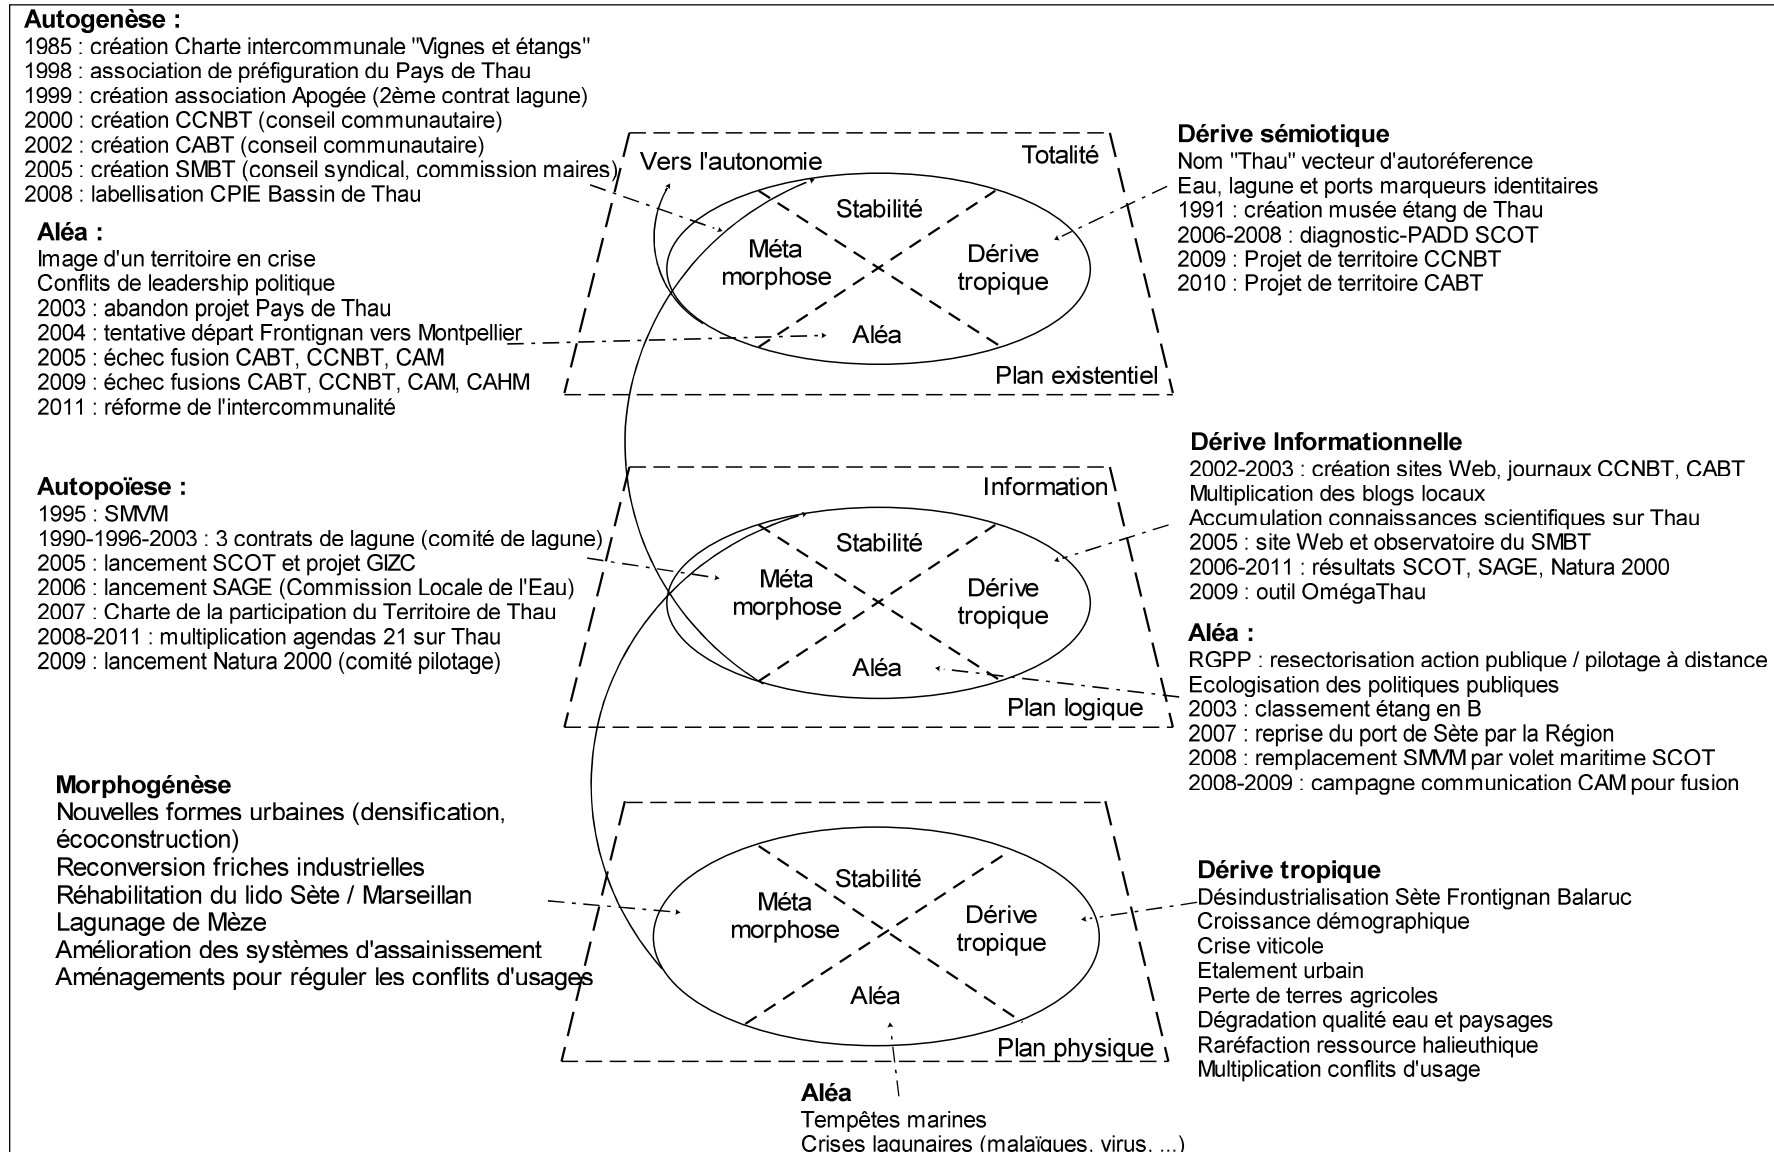 Autogenèse :
1985 : création Charte intercommunale "Vignes et étangs"
1998 : association de préfiguration du Pays de Thau
1999 : création association Apogée (2ème contrat lagune)
2000 : création CCNBT (conseil communautaire)
2002 : création CABT (conseil communautaire)
2005 : création SMBT (conseil syndical, commission maires)
2008 : labellisation CPIE Bassin de Thau
Aléa :
Image d'un territoire en crise
Conflits de leadership politique
2003 : abandon projet Pays de Thau
2004 : tentative départ Frontignan vers Montpellier
2005 : échec fusion CABT, CCNBT, CAM
2009 : échec fusions CABT, CCNBT, CAM, CAHM
2011 : réforme de l'intercommunalité
Vers l'autonomie
Totalité
Stabilité
Méta
morphose
Dérive
tropique
Aléa
Plan existentiel
Dérive sémiotique
Nom "Thau" vecteur d'autoréference
Eau, lagune et ports marqueurs identitaires
1991 : création musée étang de Thau
2006-2008 : diagnostic-PADD SCOT
2009 : Projet de territoire CCNBT
2010 : Projet de territoire CABT
Autopoïese :
1995 : SMVM
1990-1996-2003 : 3 contrats de lagune (comité de lagune)
2005 : lancement SCOT et projet GIZC
2006 : lancement SAGE (Commission Locale de l'Eau)
2007 : Charte de la participation du Territoire de Thau
2008-2011 : multiplication agendas 21 sur Thau
2009 : lancement Natura 2000 (comité pilotage)
Information
Stabilité
Méta
morphose
Dérive
tropique
Aléa
Plan logique
Dérive Informationnelle
2002-2003 : création sites Web, journaux CCNBT, CABT
Multiplication des blogs locaux
Accumulation connaissances scientifiques sur Thau
2005 : site Web et observatoire du SMBT
2006-2011 : résultats SCOT, SAGE, Natura 2000
2009 : outil OmégaThau
Aléa :
RGPP : resectorisation action publique / pilotage à distance
Ecologisation des politiques publiques
2003 : classement étang en B
2007 : reprise du port de Sète par la Région
2008 : remplacement SMVM par volet maritime SCOT
2008-2009 : campagne communication CAM pour fusion
Morphogénèse
Nouvelles formes urbaines (densification,
écoconstruction)
Reconversion friches industrielles
Réhabilitation du lido Sète / Marseillan
Lagunage de Mèze
Amélioration des systèmes d'assainissement
Aménagements pour réguler les conflits d'usages
Stabilité
Méta
morphose
Dérive
tropique
Aléa
Plan physique
Dérive tropique
Désindustrialisation Sète Frontignan Balaruc
Croissance démographique
Crise viticole
Etalement urbain
Perte de terres agricoles
Dégradation qualité eau et paysages
Raréfaction ressource halieuthique
Multiplication conflits d'usage
Aléa
Tempêtes marines
Crises lagunaires (malaïgues, virus, ...)